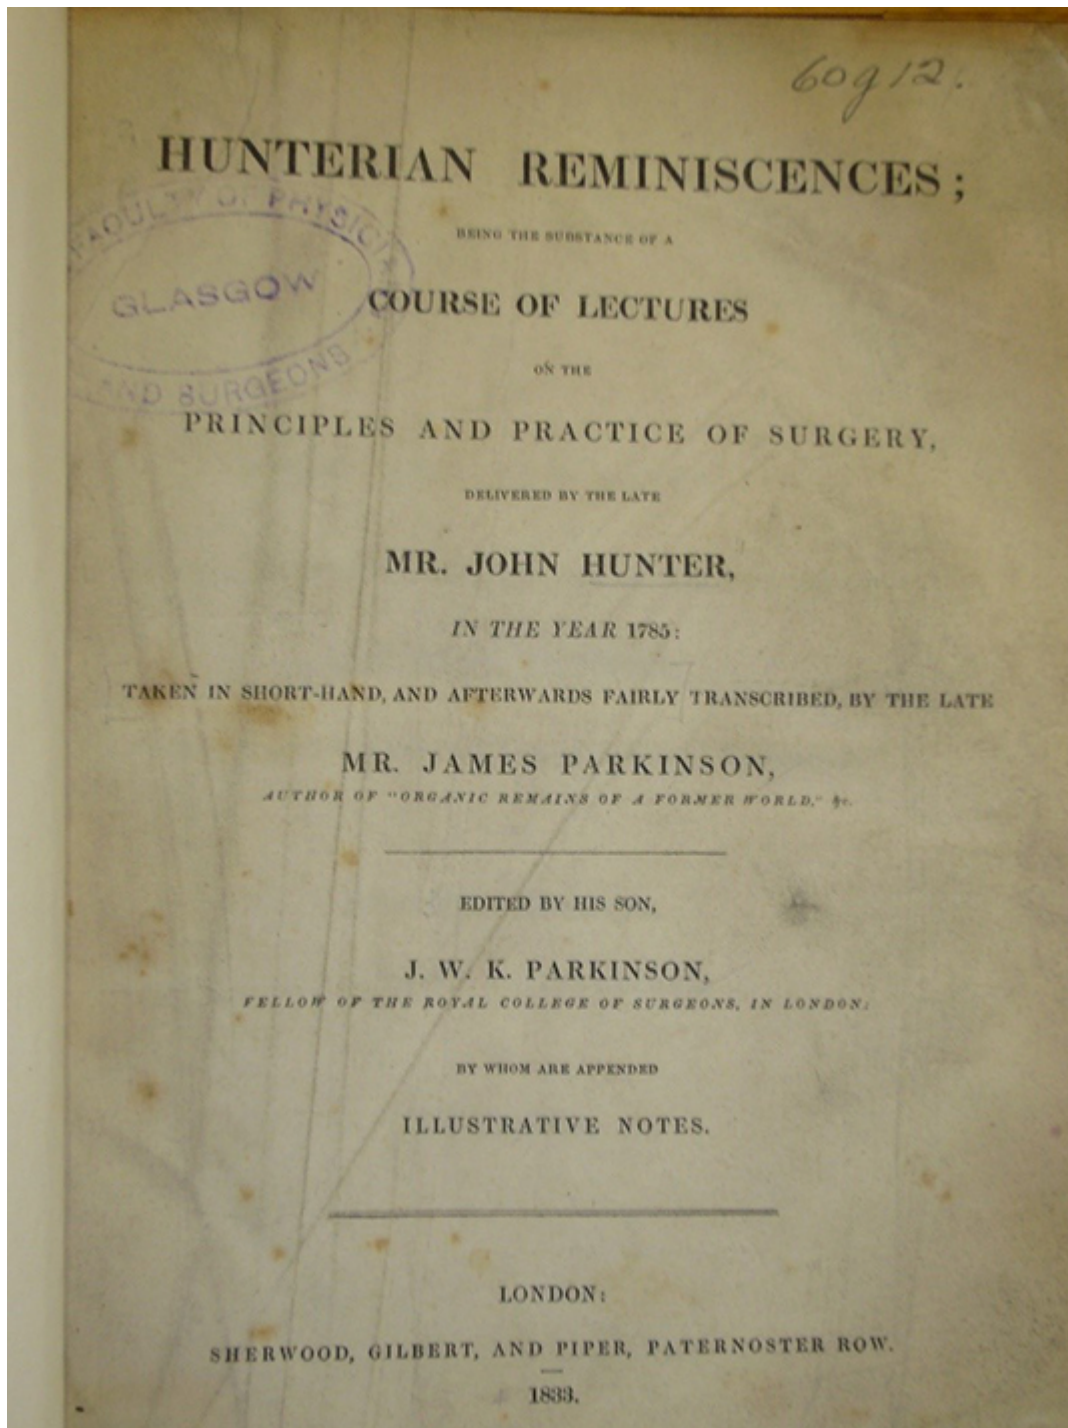 60g12.
HUNTERIAN REMINISCENCES;
BEING THE SUBSTANCE OF A
FACULTY OF PHYSICIANS
GLASGOW
AND SURGEONS
COURSE OF LECTURES
ON THE
PRINCIPLES AND PRACTICE OF SURGERY,
DELIVERED BY THE LATE
MR. JOHN HUNTER,
IN THE YEAR 1785:
TAKEN IN SHORT-HAND, AND AFTERWARDS FAIRLY TRANSCRIBED, BY THE LATE
MR. JAMES PARKINSON,
AUTHOR OF "ORGANIC REMAINS OF A FORMER WORLD," &c.
EDITED BY HIS SON,
J. W. K. PARKINSON,
FELLOW OF THE ROYAL COLLEGE OF SURGEONS, IN LONDON:
BY WHOM ARE APPENDED
ILLUSTRATIVE NOTES.
LONDON:
SHERWOOD, GILBERT, AND PIPER, PATERNOSTER ROW.
1833.